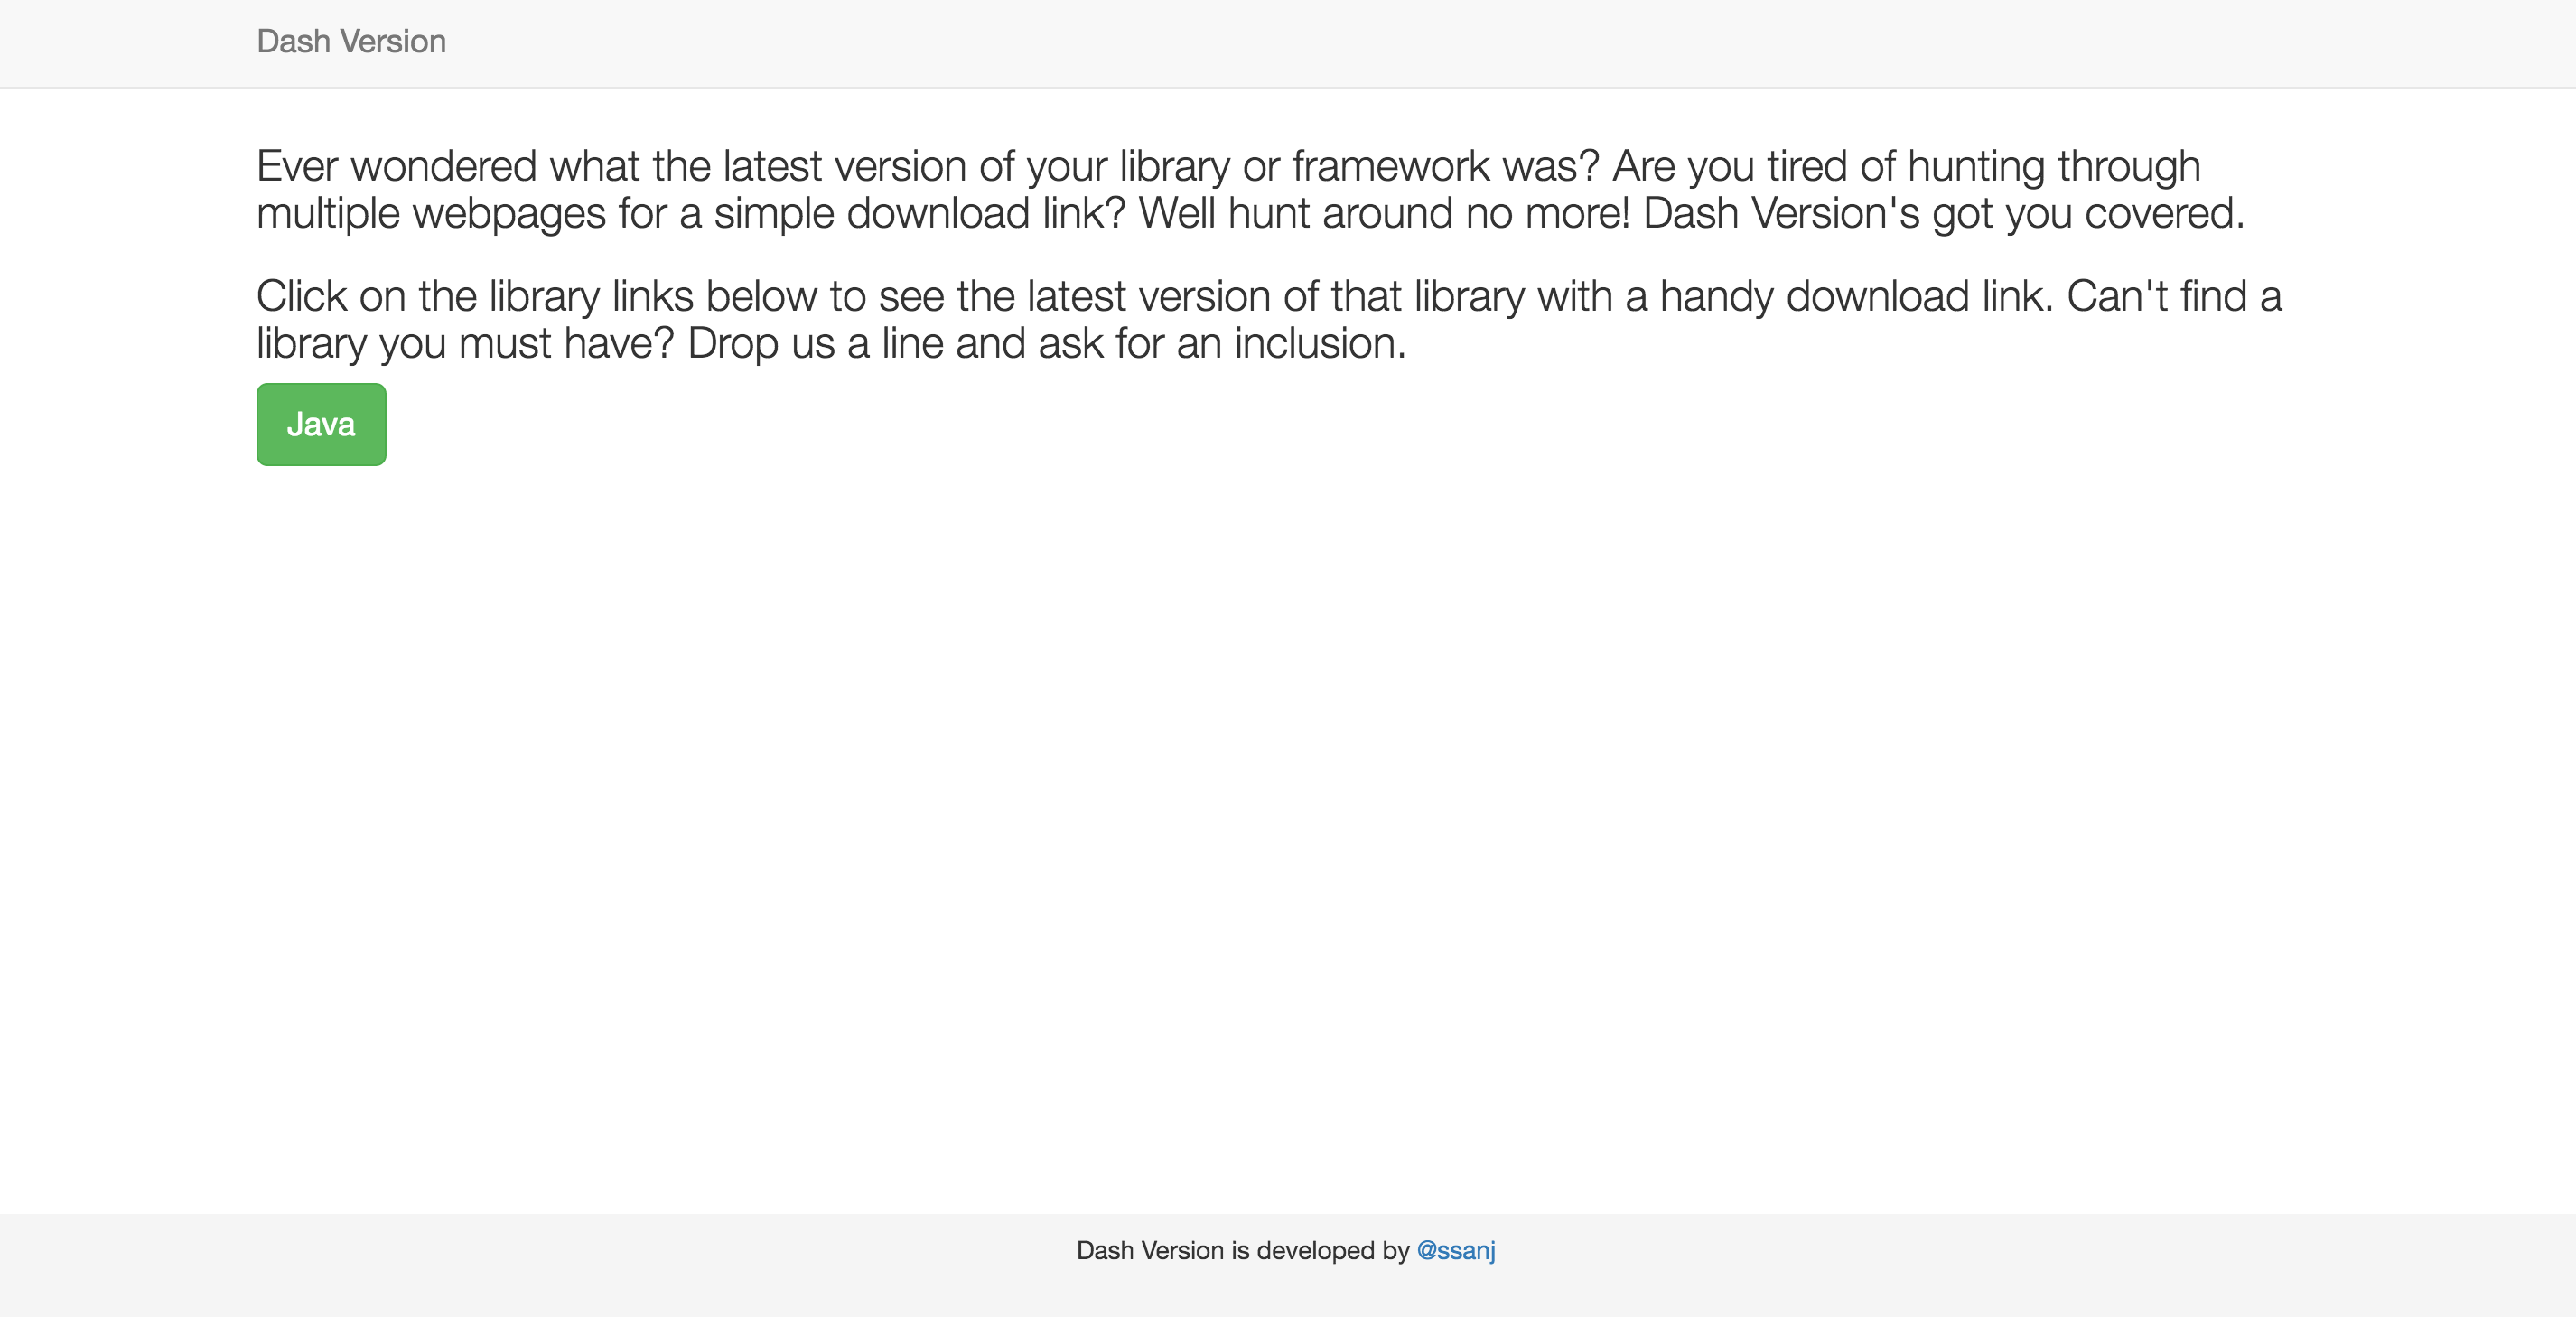 Dash Version
Ever wondered what the latest version of your library or framework was? Are you tired of hunting through
multiple webpages for a simple download link? Well hunt around no more! Dash Version's got you covered.
Click on the library links below to see the latest version of that library with a handy download link. Can't find a
library you must have? Drop us a line and ask for an inclusion.
Java
Dash Version is developed by @ssanj